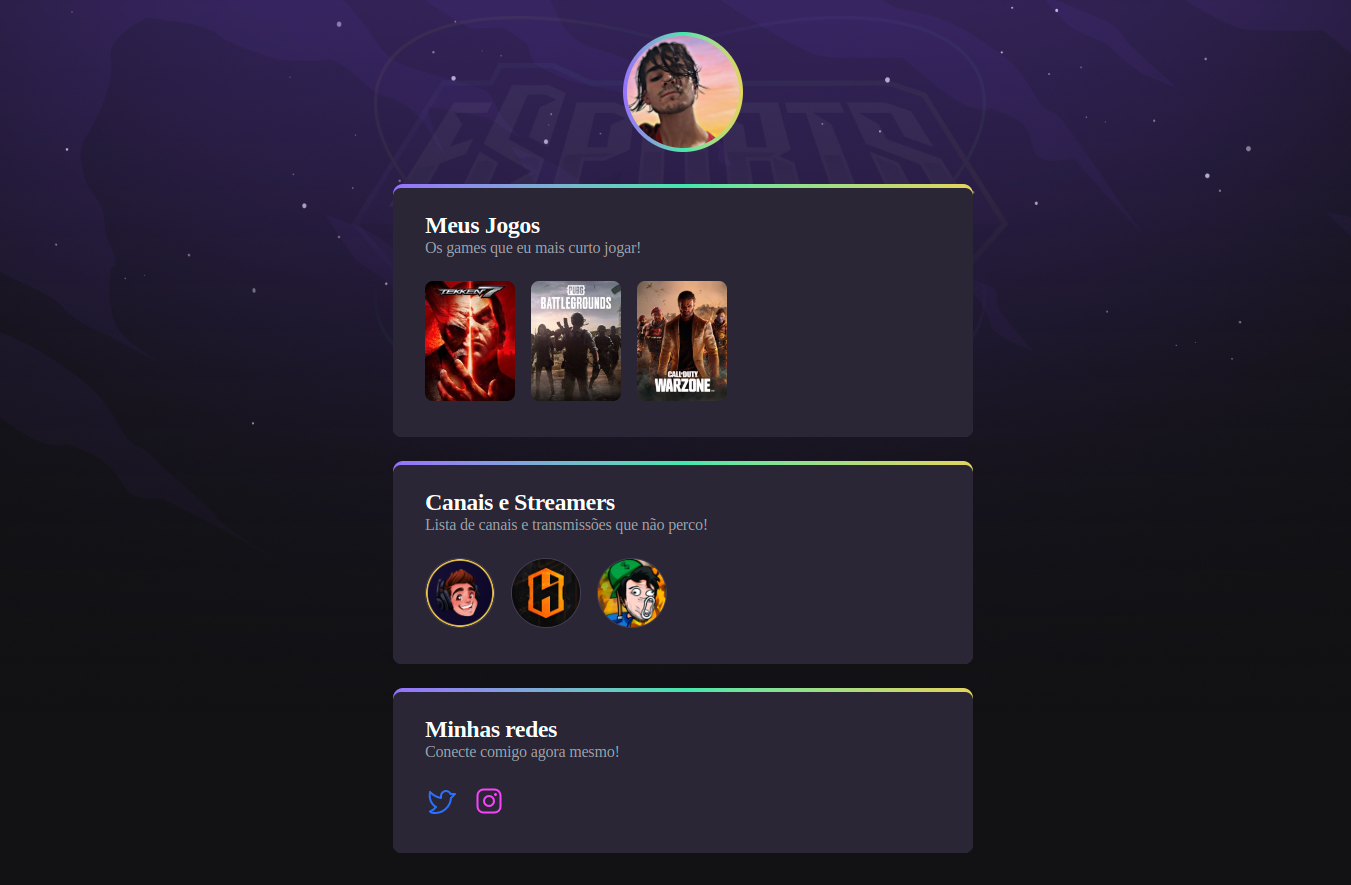 ESPORTS
Meus Jogos
Os games que eu mais curto jogar!
TEKKEN 7
PUBG
BATTLEGROUNDS
CALL OF DUTY
WARZONE
Canais e Streamers
Lista de canais e transmissões que não perco!
H
$
Minhas redes
Conecte comigo agora mesmo!